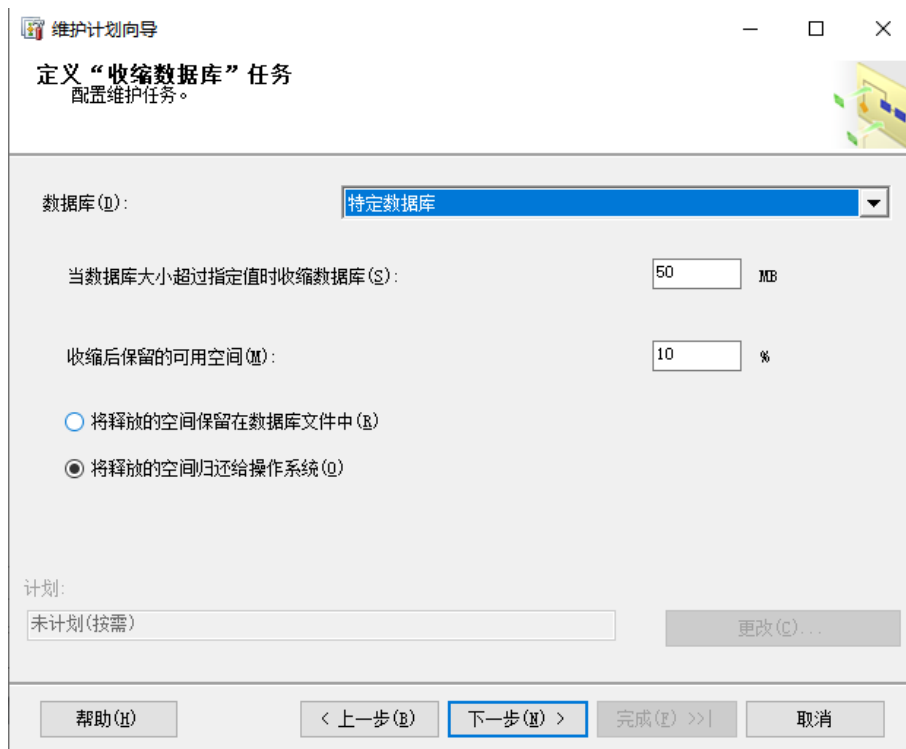 维护计划向导
定义“收缩数据库”任务
配置维护任务。
数据库(D):
特定数据库
当数据库大小超过指定值时收缩数据库(S):
50
MB
收缩后保留的可用空间(M):
10
%
将释放的空间保留在数据库文件中(R)
将释放的空间归还给操作系统(O)
计划:
未计划(按需)
更改(C)...
帮助(H)
< 上一步(B)
下一步(N) >
完成(F) >>|
取消